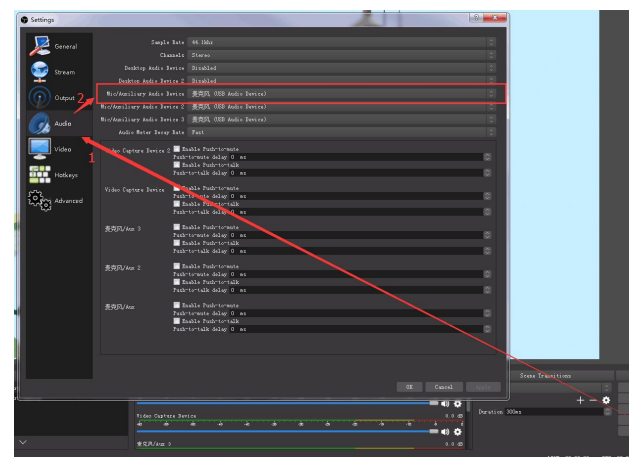 Settings
General
Stream
Output
2
Audio
1
Video
Hotkeys
Advanced
Sample Rate 44.1khz
Channels Stereo
Desktop Audio Device Disabled
Desktop Audio Device 2 Disabled
Mic/Auxiliary Audio Device 麦克风 (USB Audio Device)
Mic/Auxiliary Audio Device 2 麦克风 (USB Audio Device)
Mic/Auxiliary Audio Device 3 麦克风 (USB Audio Device)
Audio Meter Decay Rate Fast
Video Capture Device 2 Enable Push-to-mute
Push-to-mute delay 0 ms
Enable Push-to-talk
Push-to-talk delay 0 ms
Video Capture Device Enable Push-to-mute
Push-to-mute delay 0 ms
Enable Push-to-talk
Push-to-talk delay 0 ms
麦克风/Aux 3 Enable Push-to-mute
Push-to-mute delay 0 ms
Enable Push-to-talk
Push-to-talk delay 0 ms
麦克风/Aux 2 Enable Push-to-mute
Push-to-mute delay 0 ms
Enable Push-to-talk
Push-to-talk delay 0 ms
麦克风/Aux Enable Push-to-mute
Push-to-mute delay 0 ms
Enable Push-to-talk
Push-to-talk delay 0 ms
OK Cancel Apply
Scene Transitions
Duration 300ms
Video Capture Device 0.0 dB
麦克风/Aux 3 0.0 dB